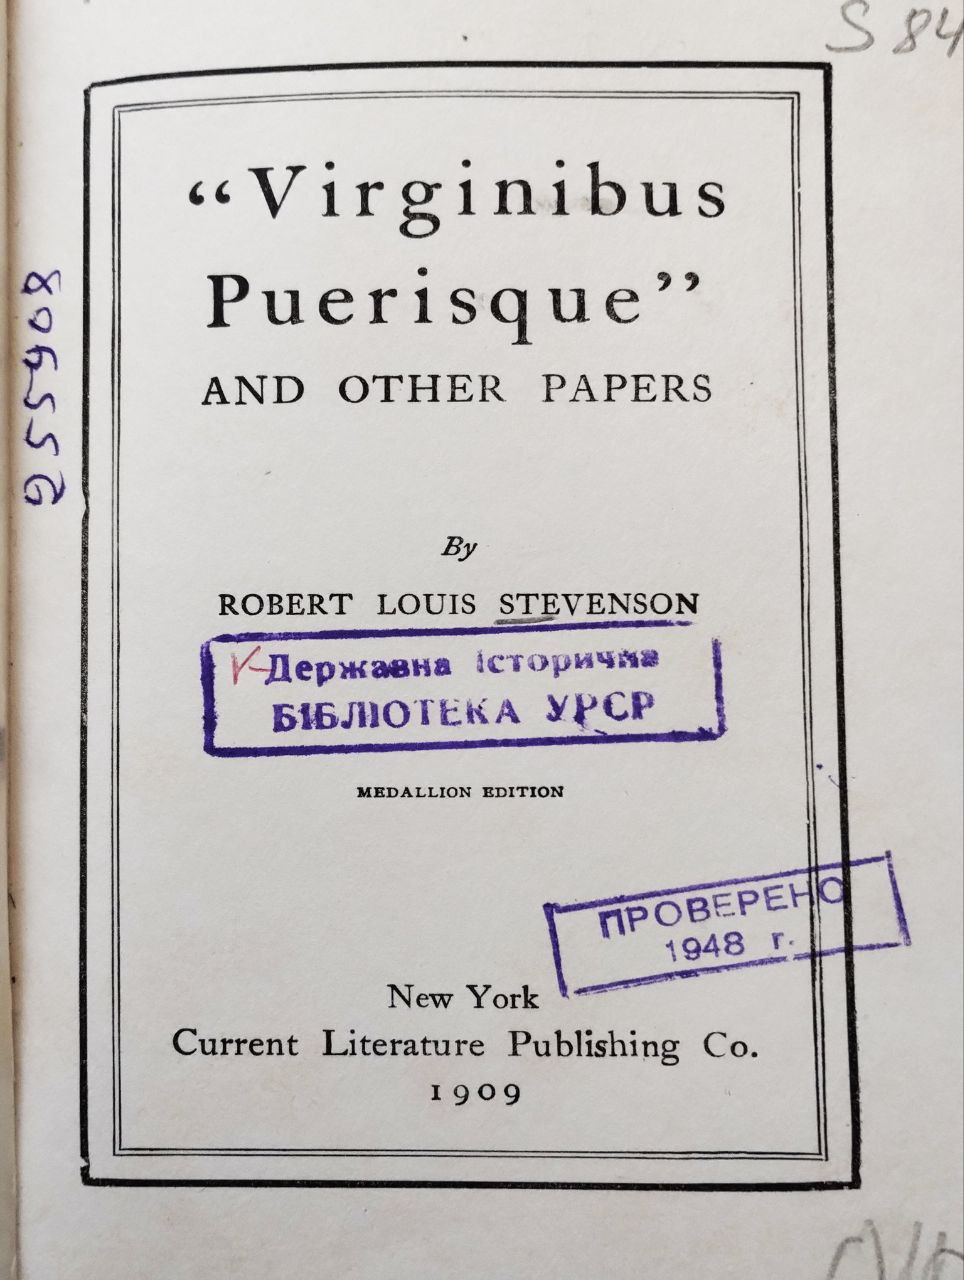 S 84
“Virginibus
Puerisque”
AND OTHER PAPERS
255908
By
ROBERT LOUIS STEVENSON
Державна Історична
БІБЛІОТЕКА УРСР
MEDALLION EDITION
ПРОВЕРЕНО
1948 г.
New York
Current Literature Publishing Co.
1909